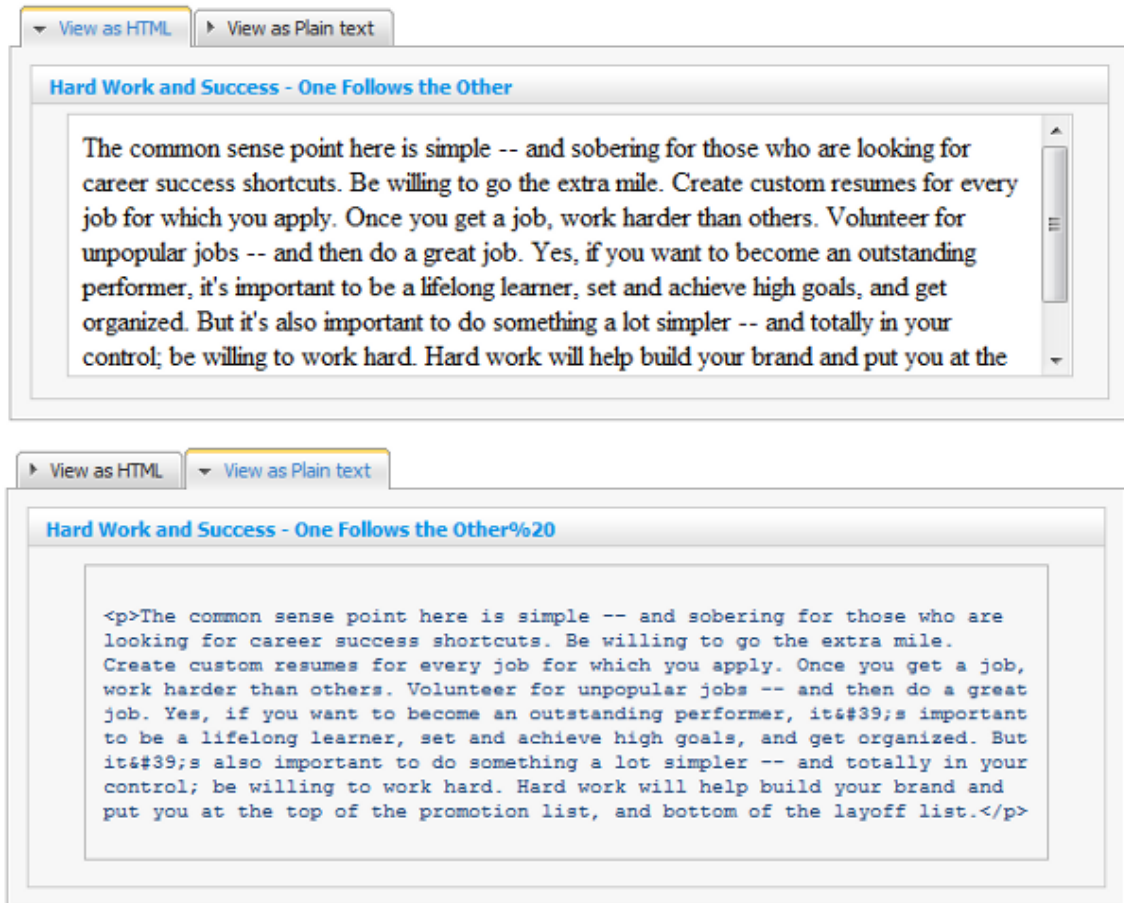 View as HTML View as Plain text
Hard Work and Success - One Follows the Other
The common sense point here is simple -- and sobering for those who are looking for
career success shortcuts. Be willing to go the extra mile. Create custom resumes for every
job for which you apply. Once you get a job, work harder than others. Volunteer for
unpopular jobs -- and then do a great job. Yes, if you want to become an outstanding
performer, it's important to be a lifelong learner, set and achieve high goals, and get
organized. But it's also important to do something a lot simpler -- and totally in your
control; be willing to work hard. Hard work will help build your brand and put you at the
View as HTML View as Plain text
Hard Work and Success - One Follows the Other%20
<p>The common sense point here is simple -- and sobering for those who are
looking for career success shortcuts. Be willing to go the extra mile.
Create custom resumes for every job for which you apply. Once you get a job,
work harder than others. Volunteer for unpopular jobs -- and then do a great
job. Yes, if you want to become an outstanding performer, it&#39;s important
to be a lifelong learner, set and achieve high goals, and get organized. But
it&#39;s also important to do something a lot simpler -- and totally in your
control; be willing to work hard. Hard work will help build your brand and
put you at the top of the promotion list, and bottom of the layoff list.</p>